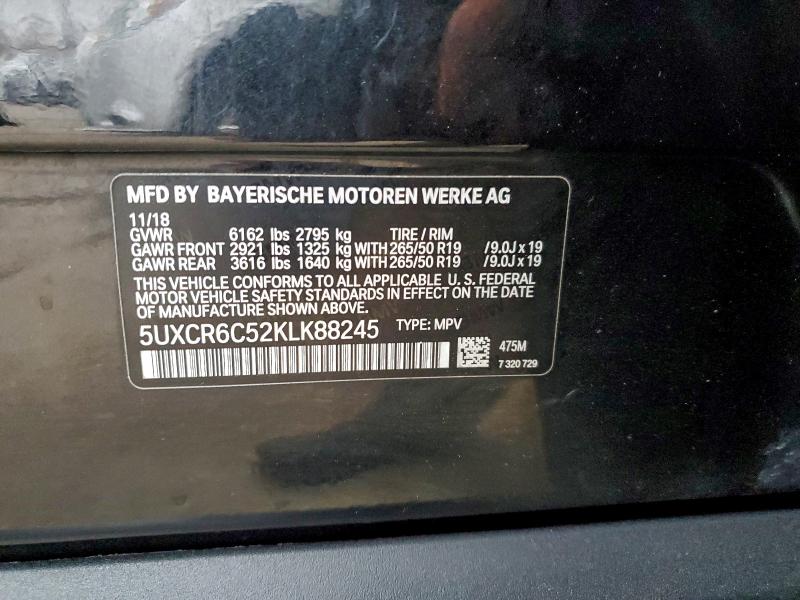 MFD BY BAYERISCHE MOTOREN WERKE AG
11/18
GVWR 6162 lbs 2795 kg TIRE / RIM
GAWR FRONT 2921 lbs 1325 kg WITH 265/50 R19 /9.0J x 19
GAWR REAR 3616 lbs 1640 kg WITH 265/50 R19 /9.0J x 19
THIS VEHICLE CONFORMS TO ALL APPLICABLE U. S. FEDERAL
MOTOR VEHICLE SAFETY STANDARDS IN EFFECT ON THE DATE
OF MANUFACTURE SHOWN ABOVE.
5UXCR6C52KLK88245 TYPE: MPV
475M
7 320 729